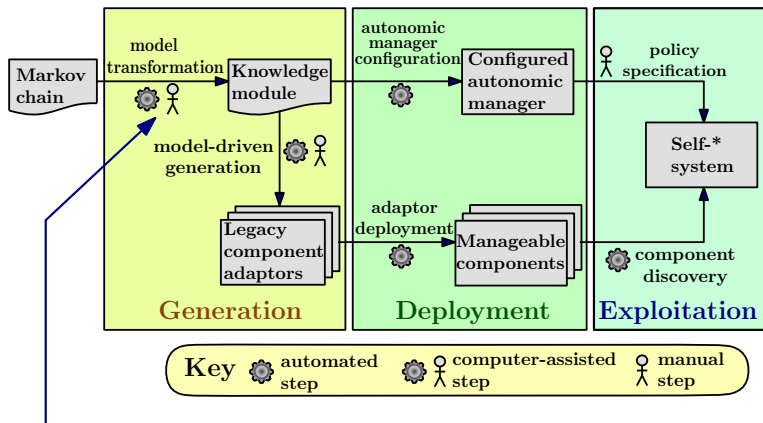 model
transformation
Markov
chain
Knowledge
module
model-driven
generation
Legacy
component
adaptors
Generation
autonomic
manager
configuration
Configured
autonomic
manager
adaptor
deployment
Manageable
components
Deployment
policy
specification
Self-*
system
component
discovery
Exploitation
Key
automated
step
computer-assisted
step
manual
step